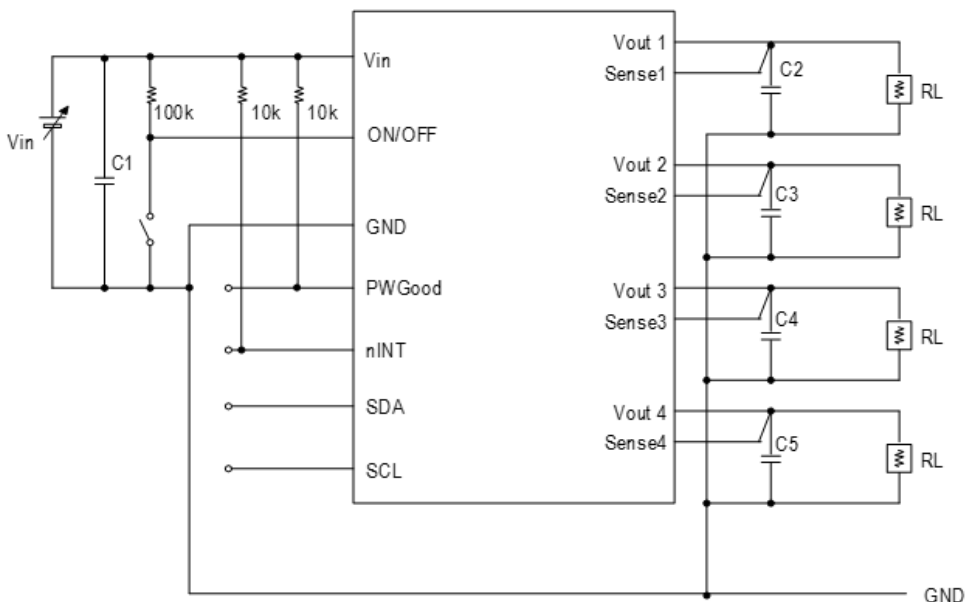 Vin
C1
100k
10k
10k
Vin
ON/OFF
GND
PWGood
nINT
SDA
SCL
Vout 1
Sense1
C2
RL
Vout 2
Sense2
C3
RL
Vout 3
Sense3
C4
RL
Vout 4
Sense4
C5
RL
GND